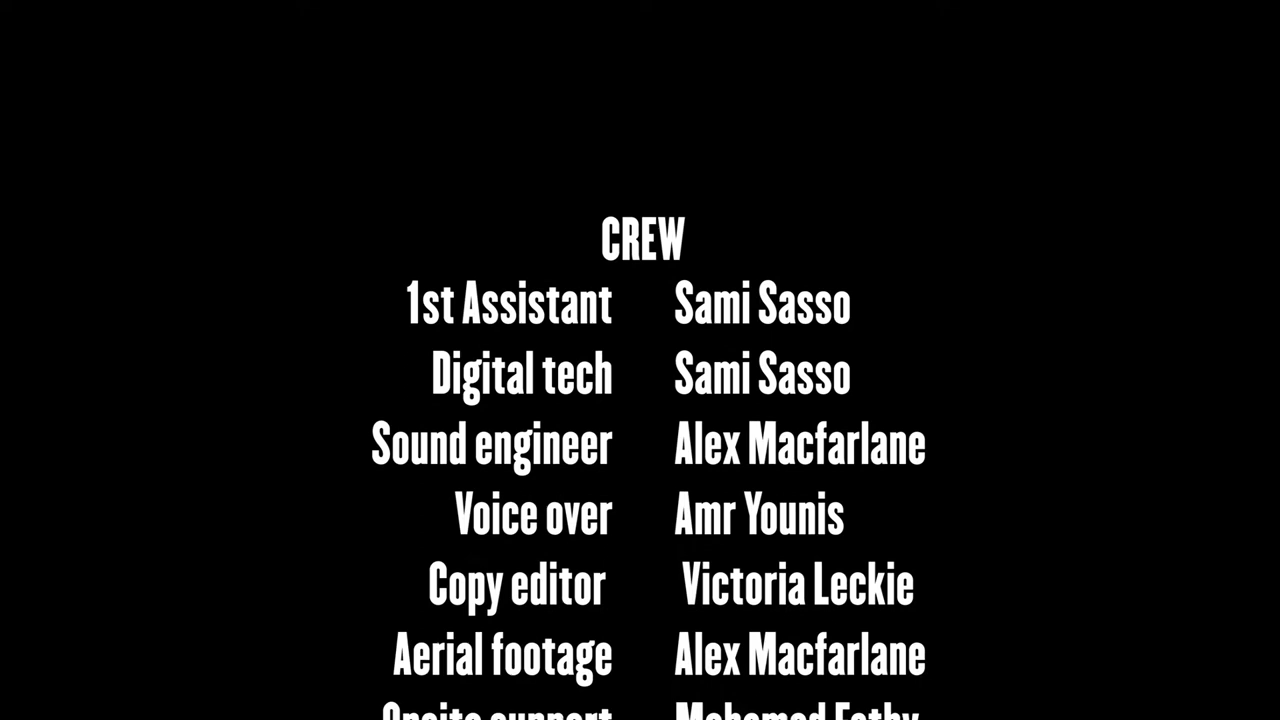 CREW
1st Assistant Sami Sasso
Digital tech Sami Sasso
Sound engineer Alex Macfarlane
Voice over Amr Younis
Copy editor Victoria Leckie
Aerial footage Alex Macfarlane
Onsite support Mohamed Fathy